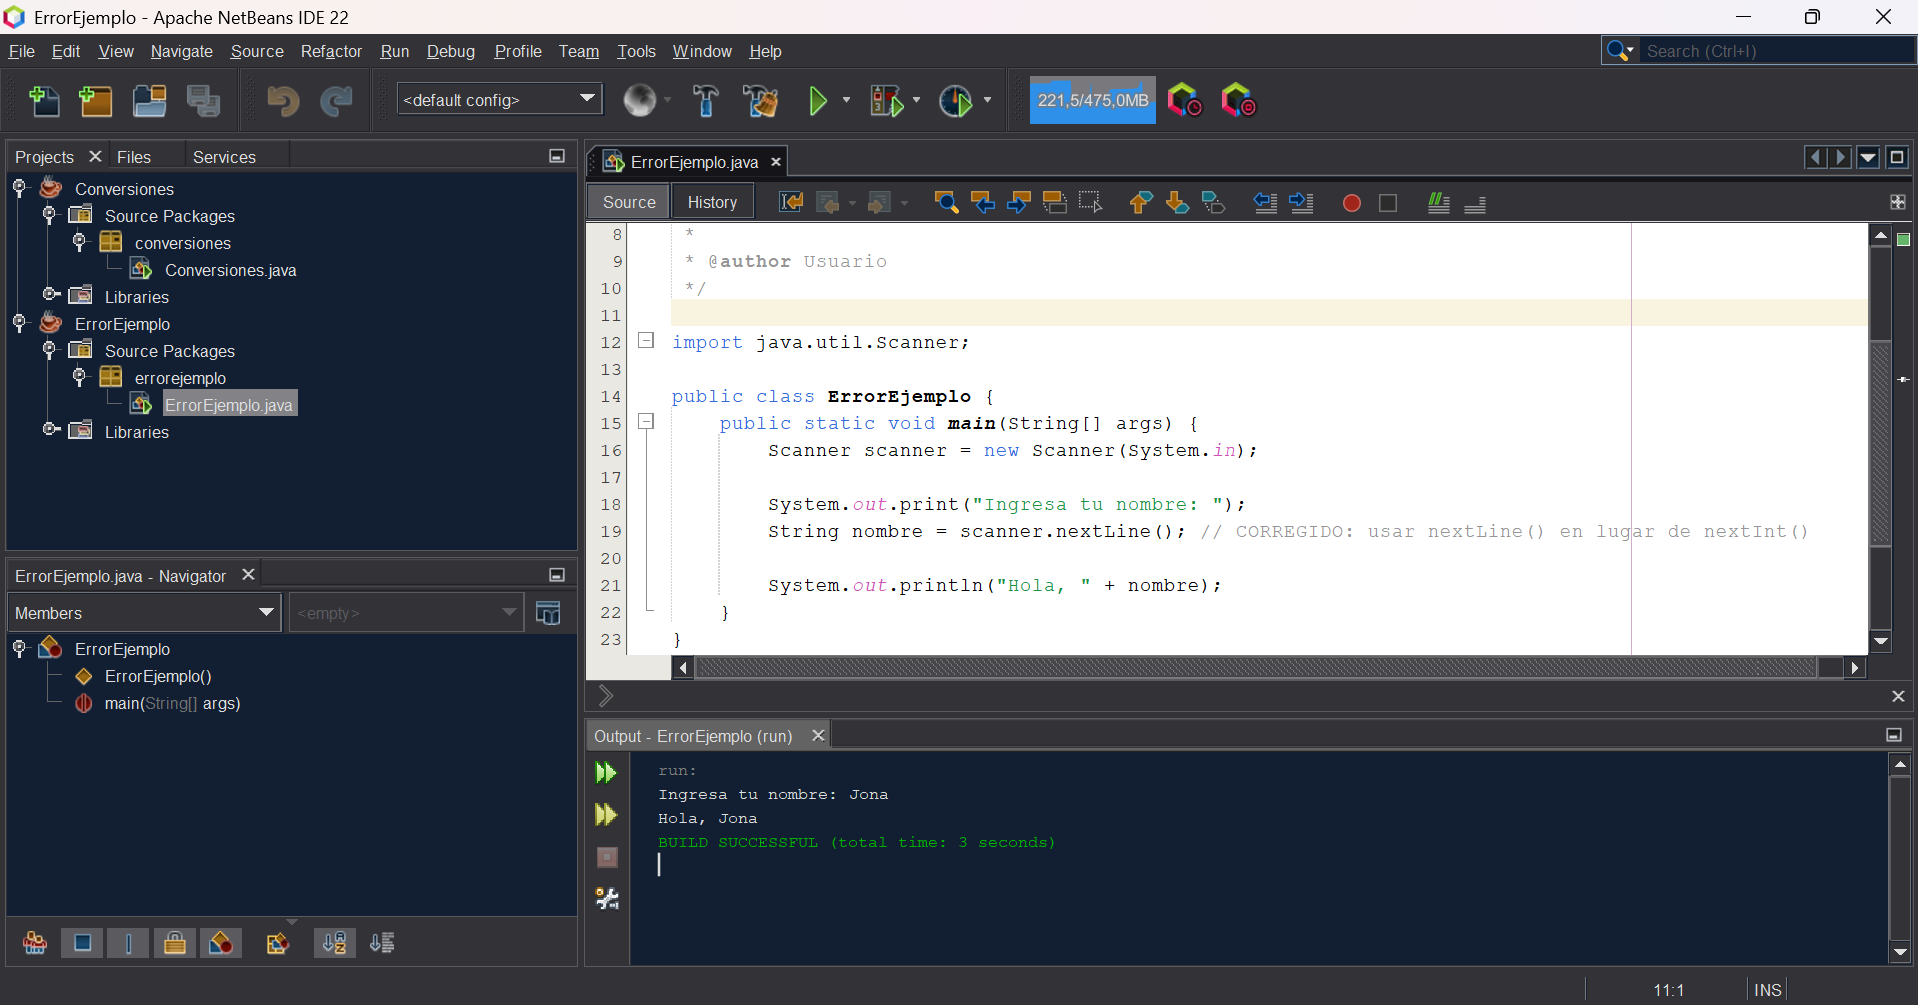 ErrorEjemplo - Apache NetBeans IDE 22
File Edit View Navigate Source Refactor Run Debug Profile Team Tools Window Help
Search (Ctrl+I)
<default config>
221,5/475,0MB
Projects Files Services
Conversiones
Source Packages
conversiones
Conversiones.java
Libraries
ErrorEjemplo
Source Packages
errorejemplo
ErrorEjemplo.java
Libraries
ErrorEjemplo.java - Navigator
Members
<empty>
ErrorEjemplo
ErrorEjemplo()
main(String[] args)
ErrorEjemplo.java
Source History
8 *
9 * @author Usuario
10 */
11
12 import java.util.Scanner;
13
14 public class ErrorEjemplo {
15 public static void main(String[] args) {
16 Scanner scanner = new Scanner(System.in);
17
18 System.out.print("Ingresa tu nombre: ");
19 String nombre = scanner.nextLine(); // CORREGIDO: usar nextLine() en lugar de nextInt()
20
21 System.out.println("Hola, " + nombre);
22 }
23 }
Output - ErrorEjemplo (run)
run:
Ingresa tu nombre: Jona
Hola, Jona
BUILD SUCCESSFUL (total time: 3 seconds)
11:1 INS